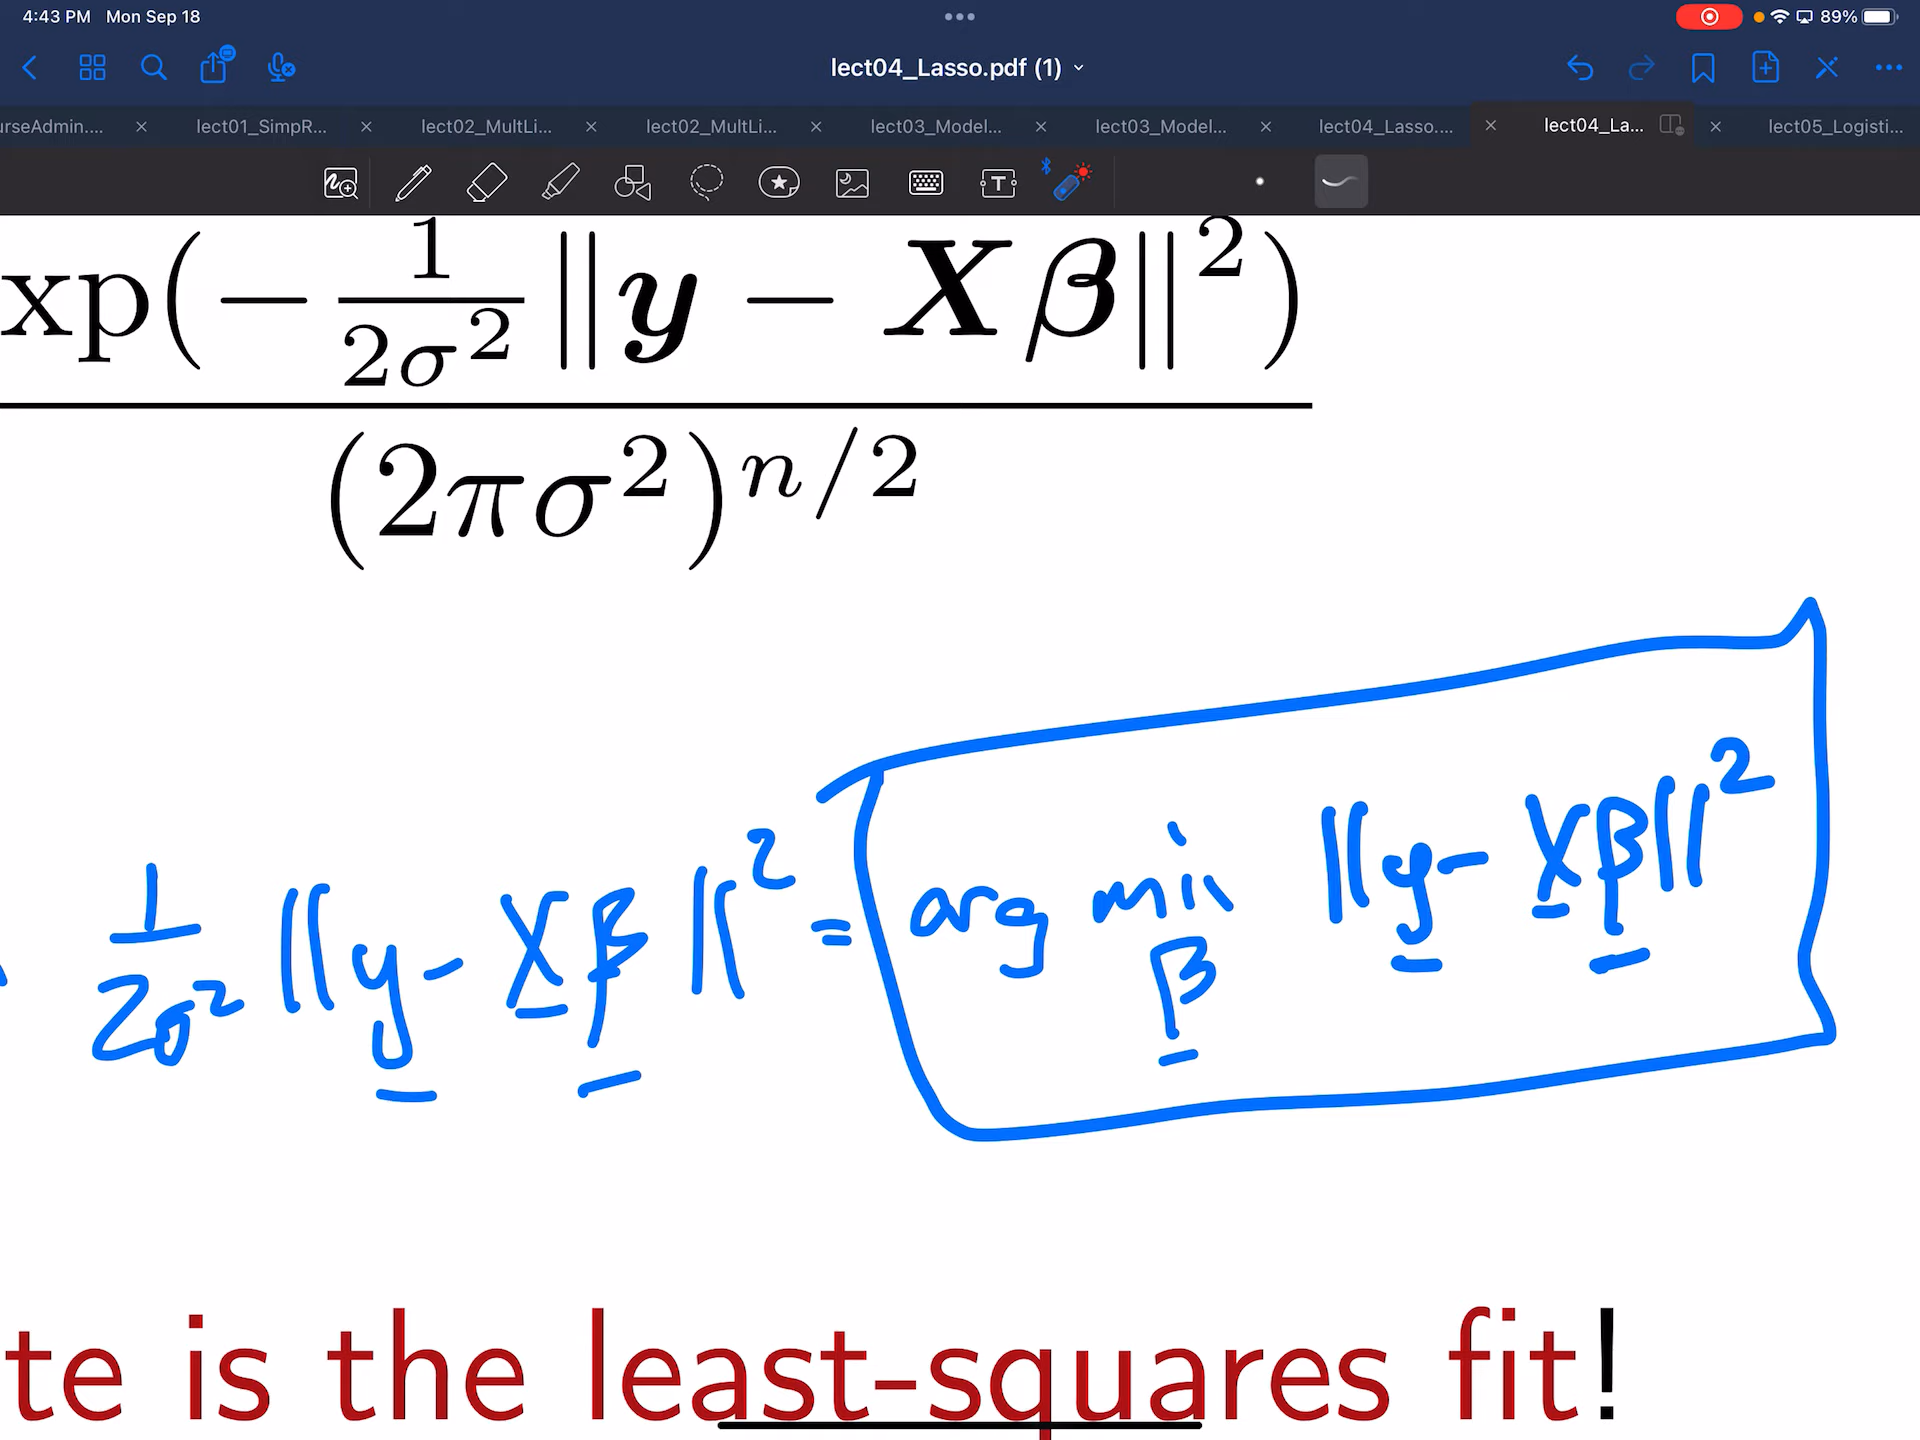 4:43 PM Mon Sep 18 89%
lect04_Lasso.pdf (1)
urseAdmin.... lect01_SimpR... lect02_MultLi... lect02_MultLi... lect03_Model... lect03_Model... lect04_Lasso.... lect04_La... lect05_Logisti...
xp(− 1/2σ² ‖y − Xβ‖²)
(2πσ²)^{n/2}
1/2σ² ‖y − Xβ‖² = arg min_β ‖y − Xβ‖²
te is the least-squares fit!